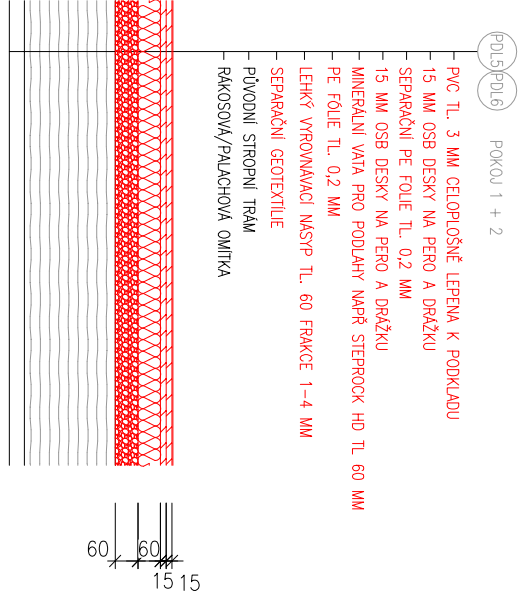 PDL5 PDL6 POKOJ 1 + 2
PVC TL. 3 MM CELOPLOŠNĚ LEPENA K PODKLADU
15 MM OSB DESKY NA PERO A DRÁŽKU
SEPARAČNÍ PE FOLIE TL. 0,2 MM
15 MM OSB DESKY NA PERO A DRÁŽKU
MINERÁLNÍ VATA PRO PODLAHY NAPŘ STEPROCK HD TL 60 MM
PE FÓLIE TL. 0,2 MM
LEHKÝ VYROVNÁVACÍ NÁSYP TL. 60 FRAKCE 1-4 MM
SEPARAČNÍ GEOTEXTÍLIE
PŮVODNÍ STROPNÍ TRÁM
RÁKOSOVÁ/PALACHOVÁ OMÍTKA
60
60
15
15